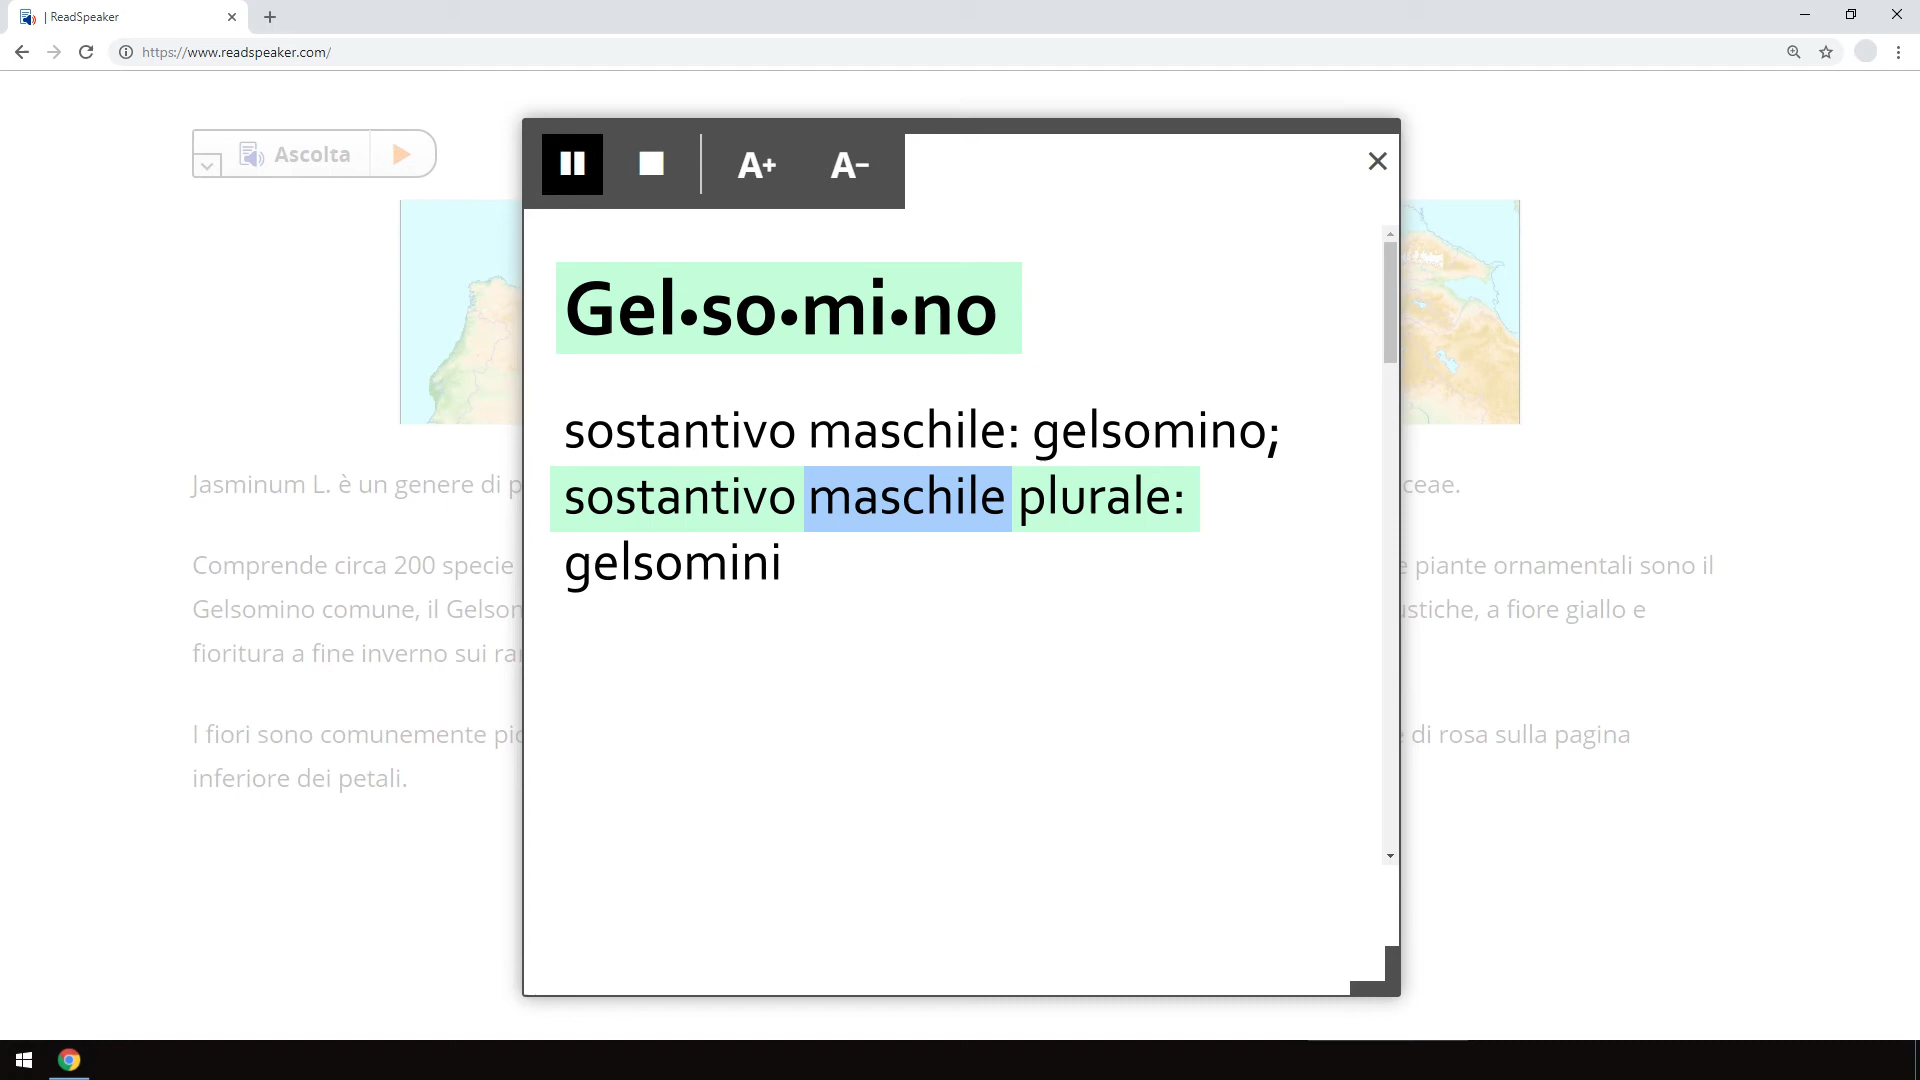 | ReadSpeaker
https://www.readspeaker.com/
Ascolta
A+ A-
Gel•so•mi•no
sostantivo maschile: gelsomino;
sostantivo maschile plurale:
gelsomini
Jasminum L. è un genere di p
ceae.
Comprende circa 200 specie
e piante ornamentali sono il
Gelsomino comune, il Gelson
ustiche, a fiore giallo e
fioritura a fine inverno sui ra
I fiori sono comunemente pic
e di rosa sulla pagina
inferiore dei petali.